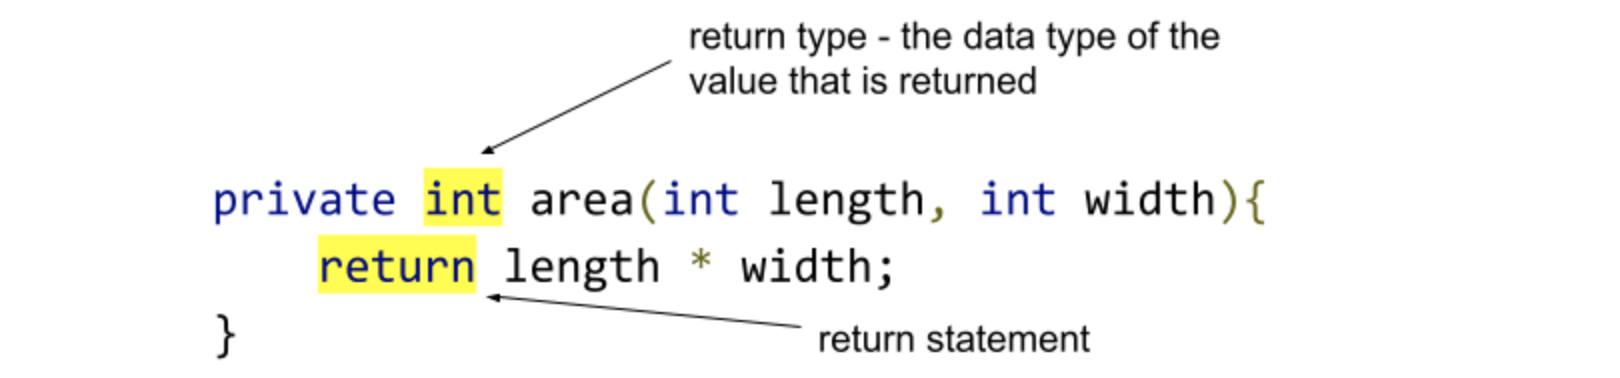 return type - the data type of the
value that is returned
private int area(int length, int width){
return length * width;
}
return statement